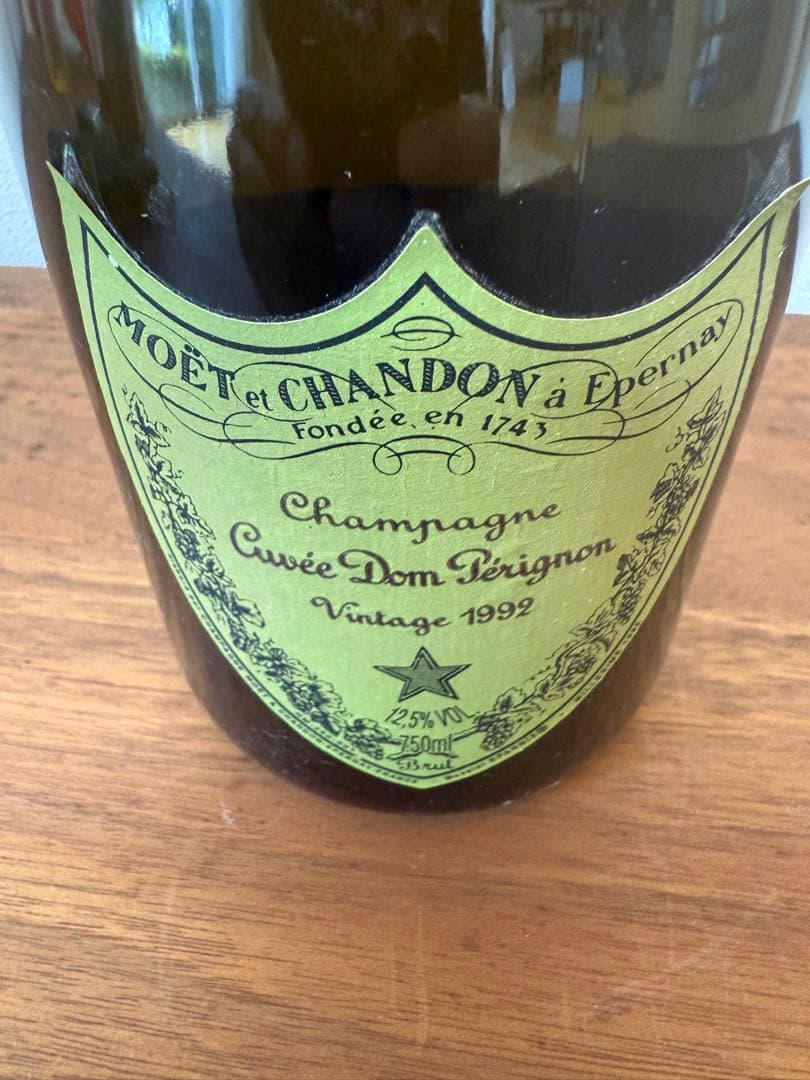 MOËT et CHANDON à Epernay
Fondée en 1743
Champagne
Cuvée Dom Pérignon
Vintage 1992
12,5% VOL
750ml
Brut